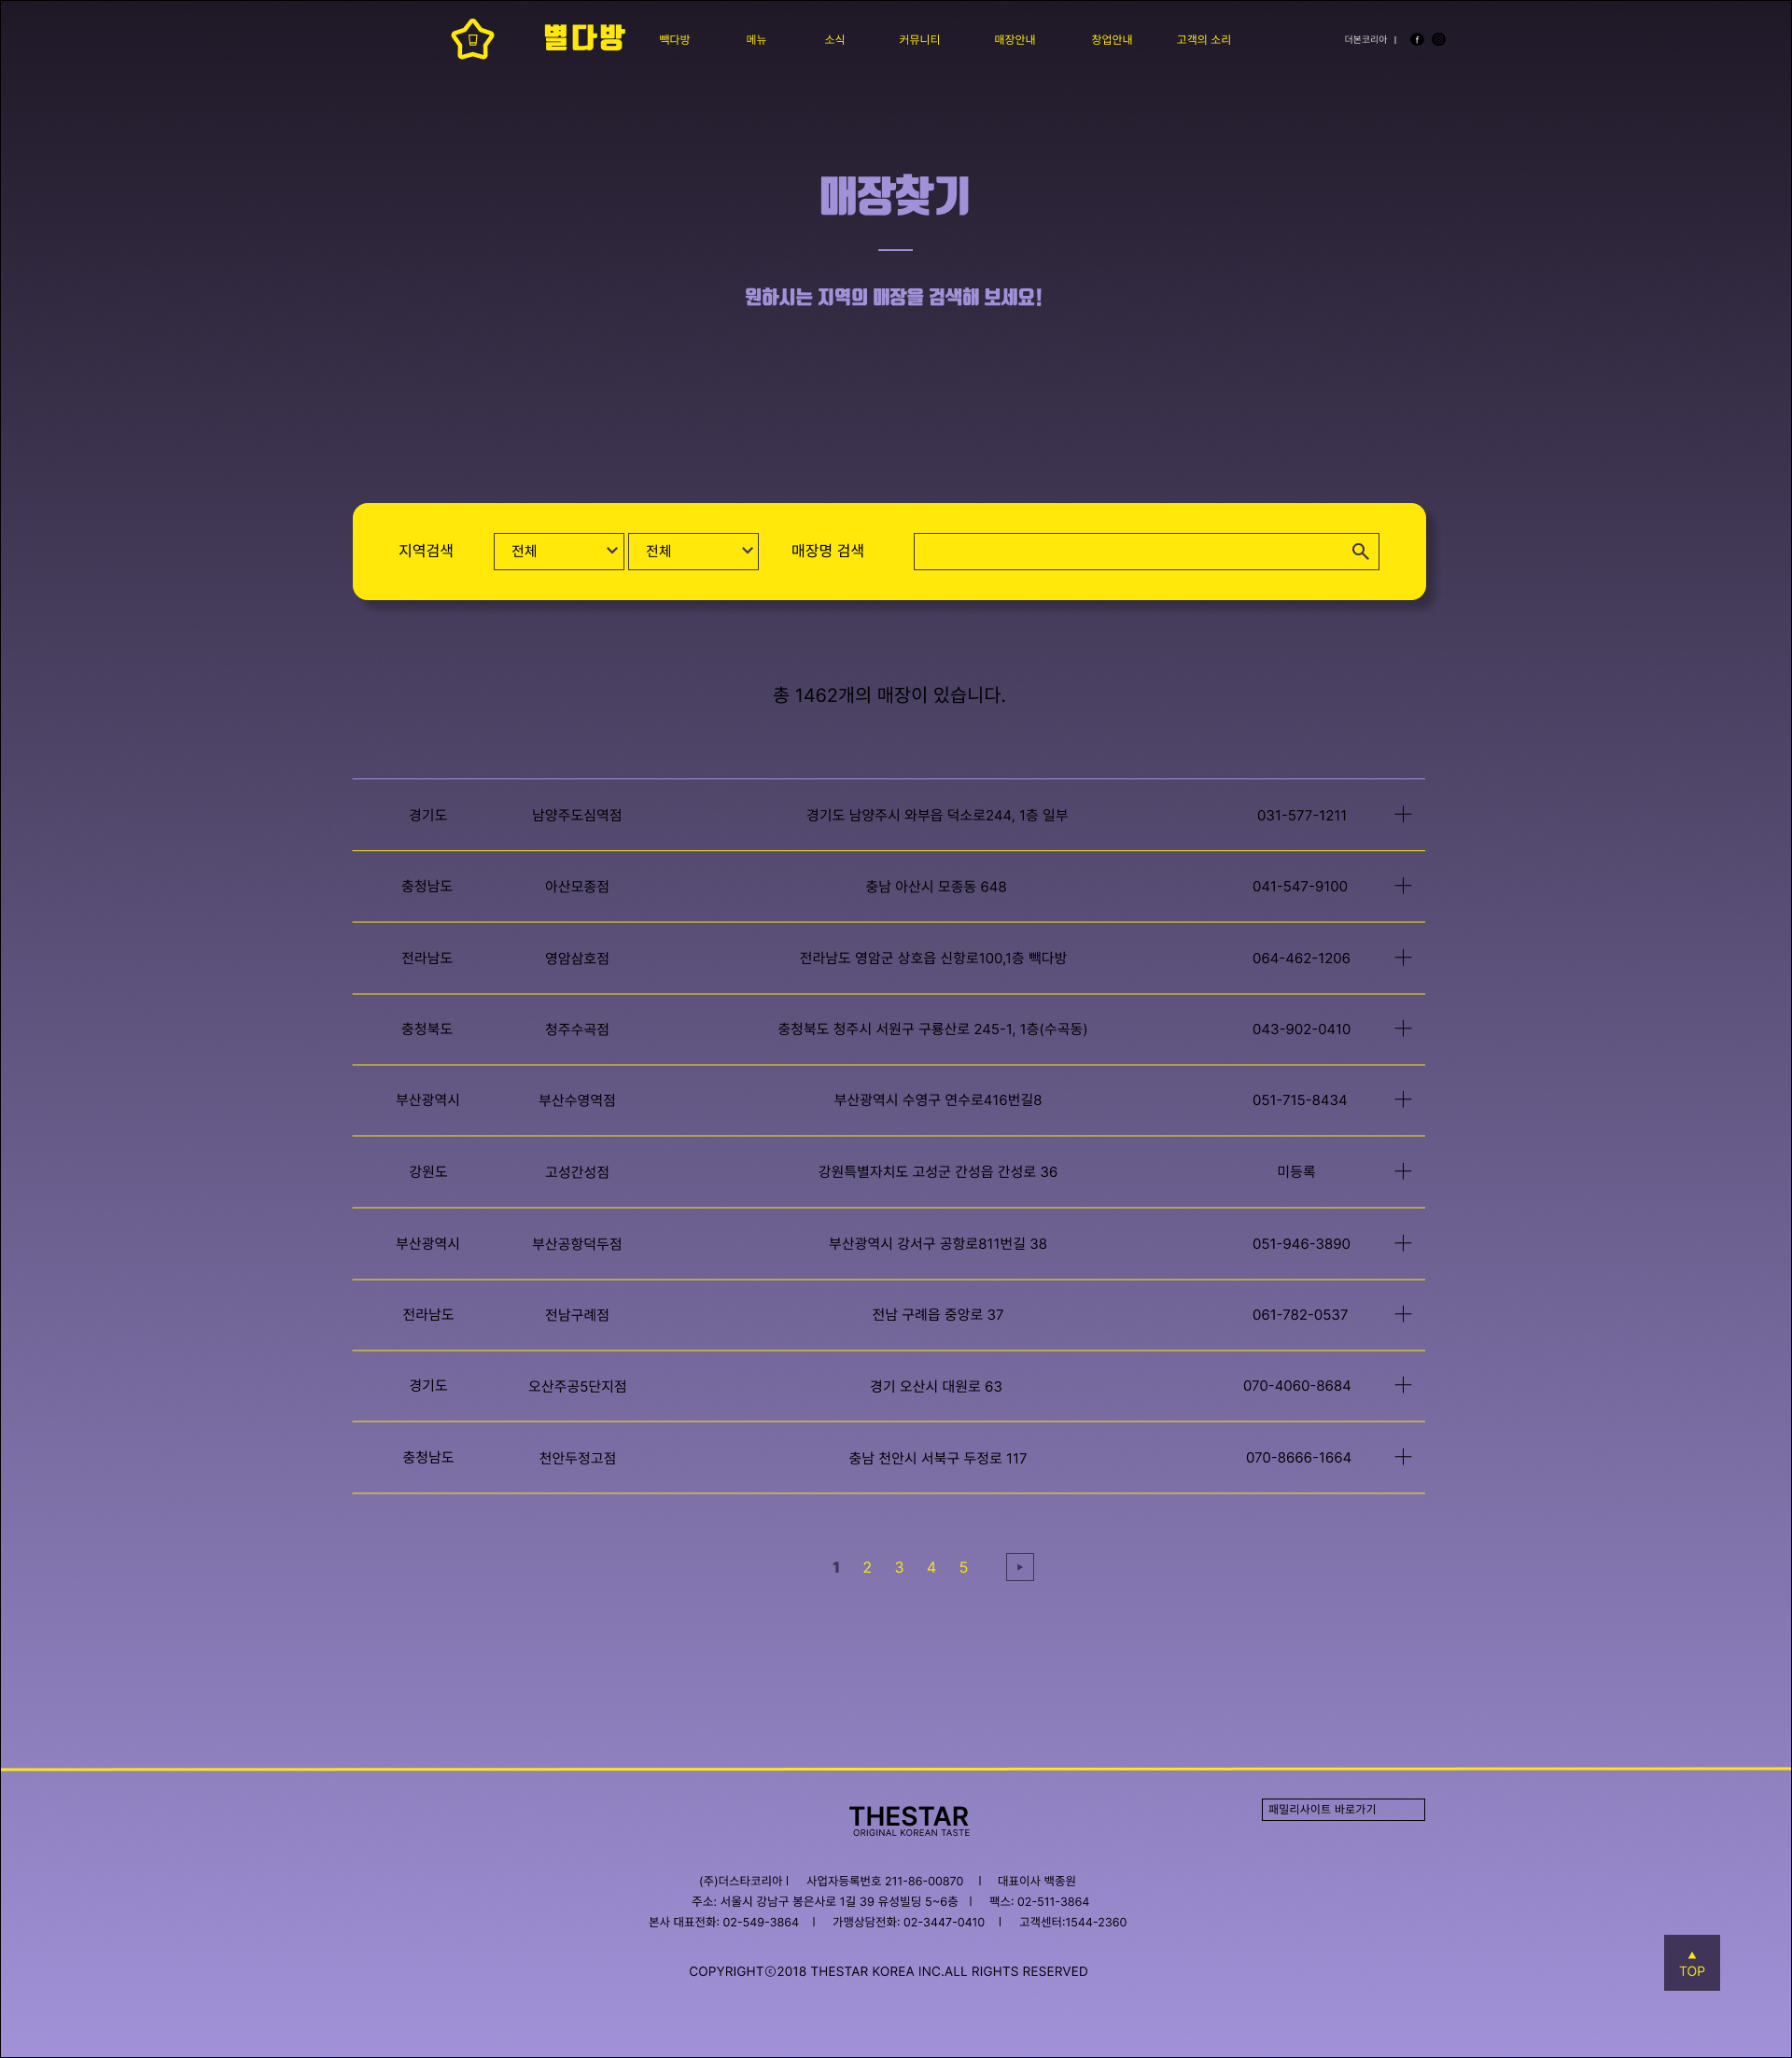 별다방 빽다방 메뉴 소식 커뮤니티 매장안내 창업안내 고객의 소리 더본코리아 |
매장찾기
원하시는 지역의 매장을 검색해 보세요!
지역검색 전체 전체 매장명 검색
총 1462개의 매장이 있습니다.
경기도 남양주도심역점 경기도 남양주시 와부읍 덕소로244, 1층 일부 031-577-1211
충청남도 아산모종점 충남 아산시 모종동 648 041-547-9100
전라남도 영암삼호점 전라남도 영암군 상호읍 신항로100,1층 빽다방 064-462-1206
충청북도 청주수곡점 충청북도 청주시 서원구 구룡산로 245-1, 1층(수곡동) 043-902-0410
부산광역시 부산수영역점 부산광역시 수영구 연수로416번길8 051-715-8434
강원도 고성간성점 강원특별자치도 고성군 간성읍 간성로 36 미등록
부산광역시 부산공항덕두점 부산광역시 강서구 공항로811번길 38 051-946-3890
전라남도 전남구례점 전남 구례읍 중앙로 37 061-782-0537
경기도 오산주공5단지점 경기 오산시 대원로 63 070-4060-8684
충청남도 천안두정고점 충남 천안시 서북구 두정로 117 070-8666-1664
1 2 3 4 5
THESTAR
ORIGINAL KOREAN TASTE
패밀리사이트 바로가기
(주)더스타코리아 | 사업자등록번호 211-86-00870 | 대표이사 백종원
주소: 서울시 강남구 봉은사로 1길 39 유성빌딩 5~6층 | 팩스: 02-511-3864
본사 대표전화: 02-549-3864 | 가맹상담전화: 02-3447-0410 | 고객센터:1544-2360
COPYRIGHTⓒ2018 THESTAR KOREA INC.ALL RIGHTS RESERVED
TOP